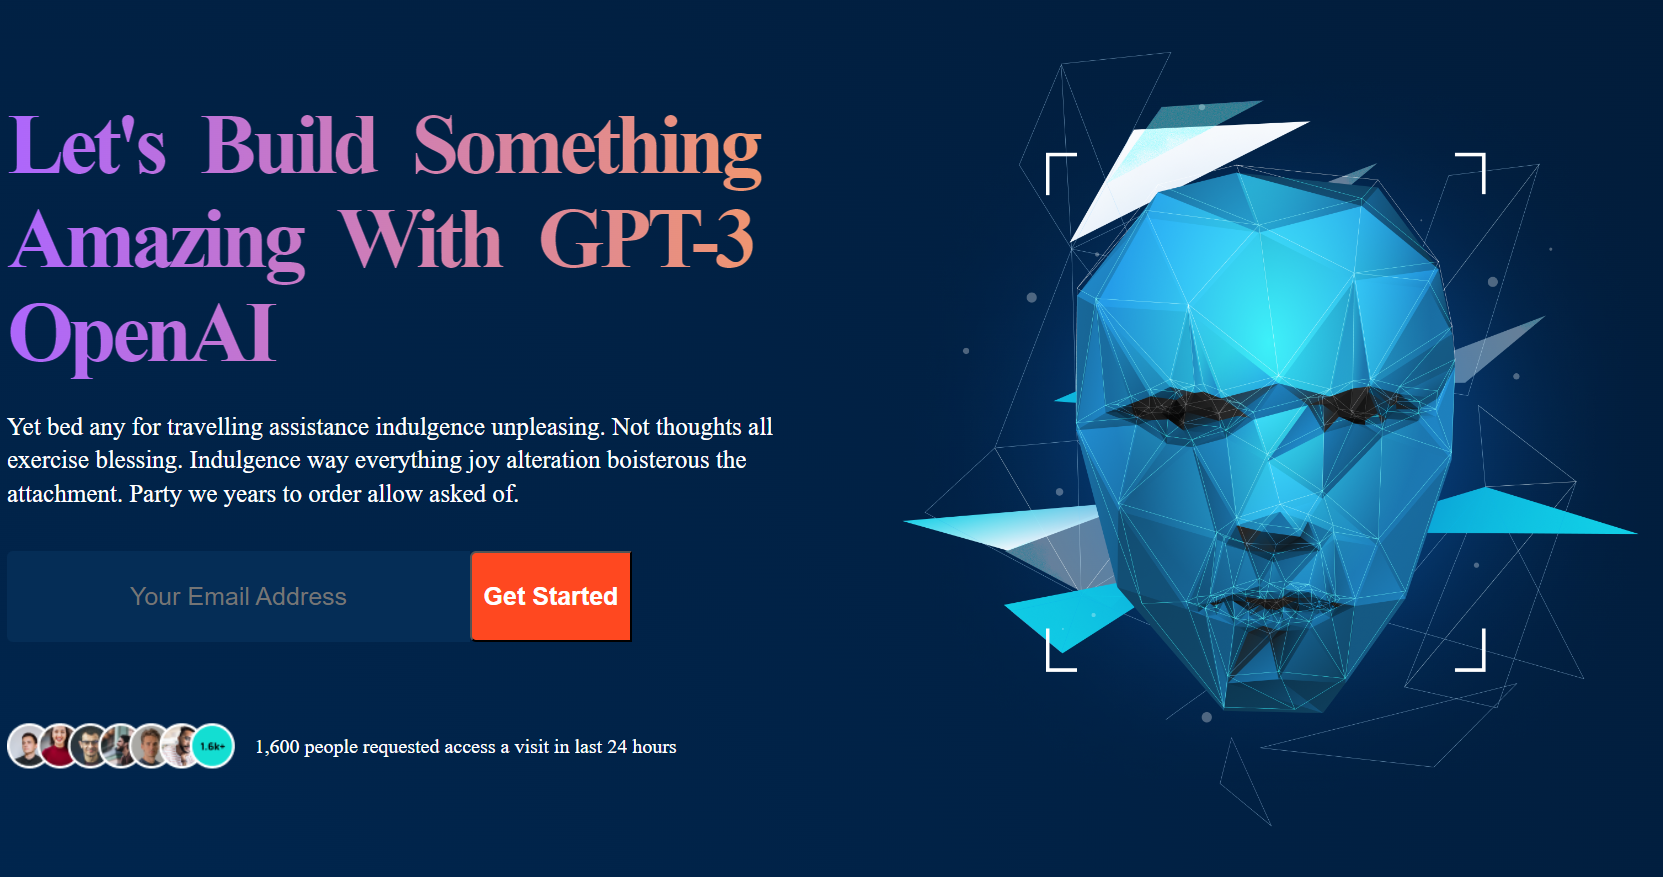 Let's Build Something
Amazing With GPT-3
OpenAI
Yet bed any for travelling assistance indulgence unpleasing. Not thoughts all
exercise blessing. Indulgence way everything joy alteration boisterous the
attachment. Party we years to order allow asked of.
Your Email Address
Get Started
1.6k+
1,600 people requested access a visit in last 24 hours